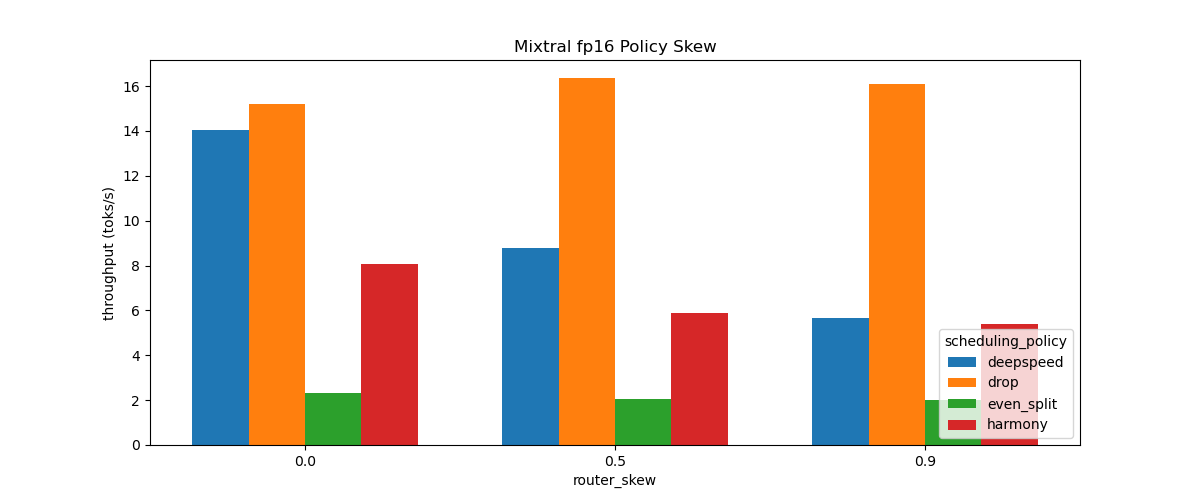 Mixtral fp16 Policy Skew
throughput (toks/s)
16
14
12
10
8
6
4
2
0
0.0
0.5
0.9
router_skew
scheduling_policy
deepspeed
drop
even_split
harmony